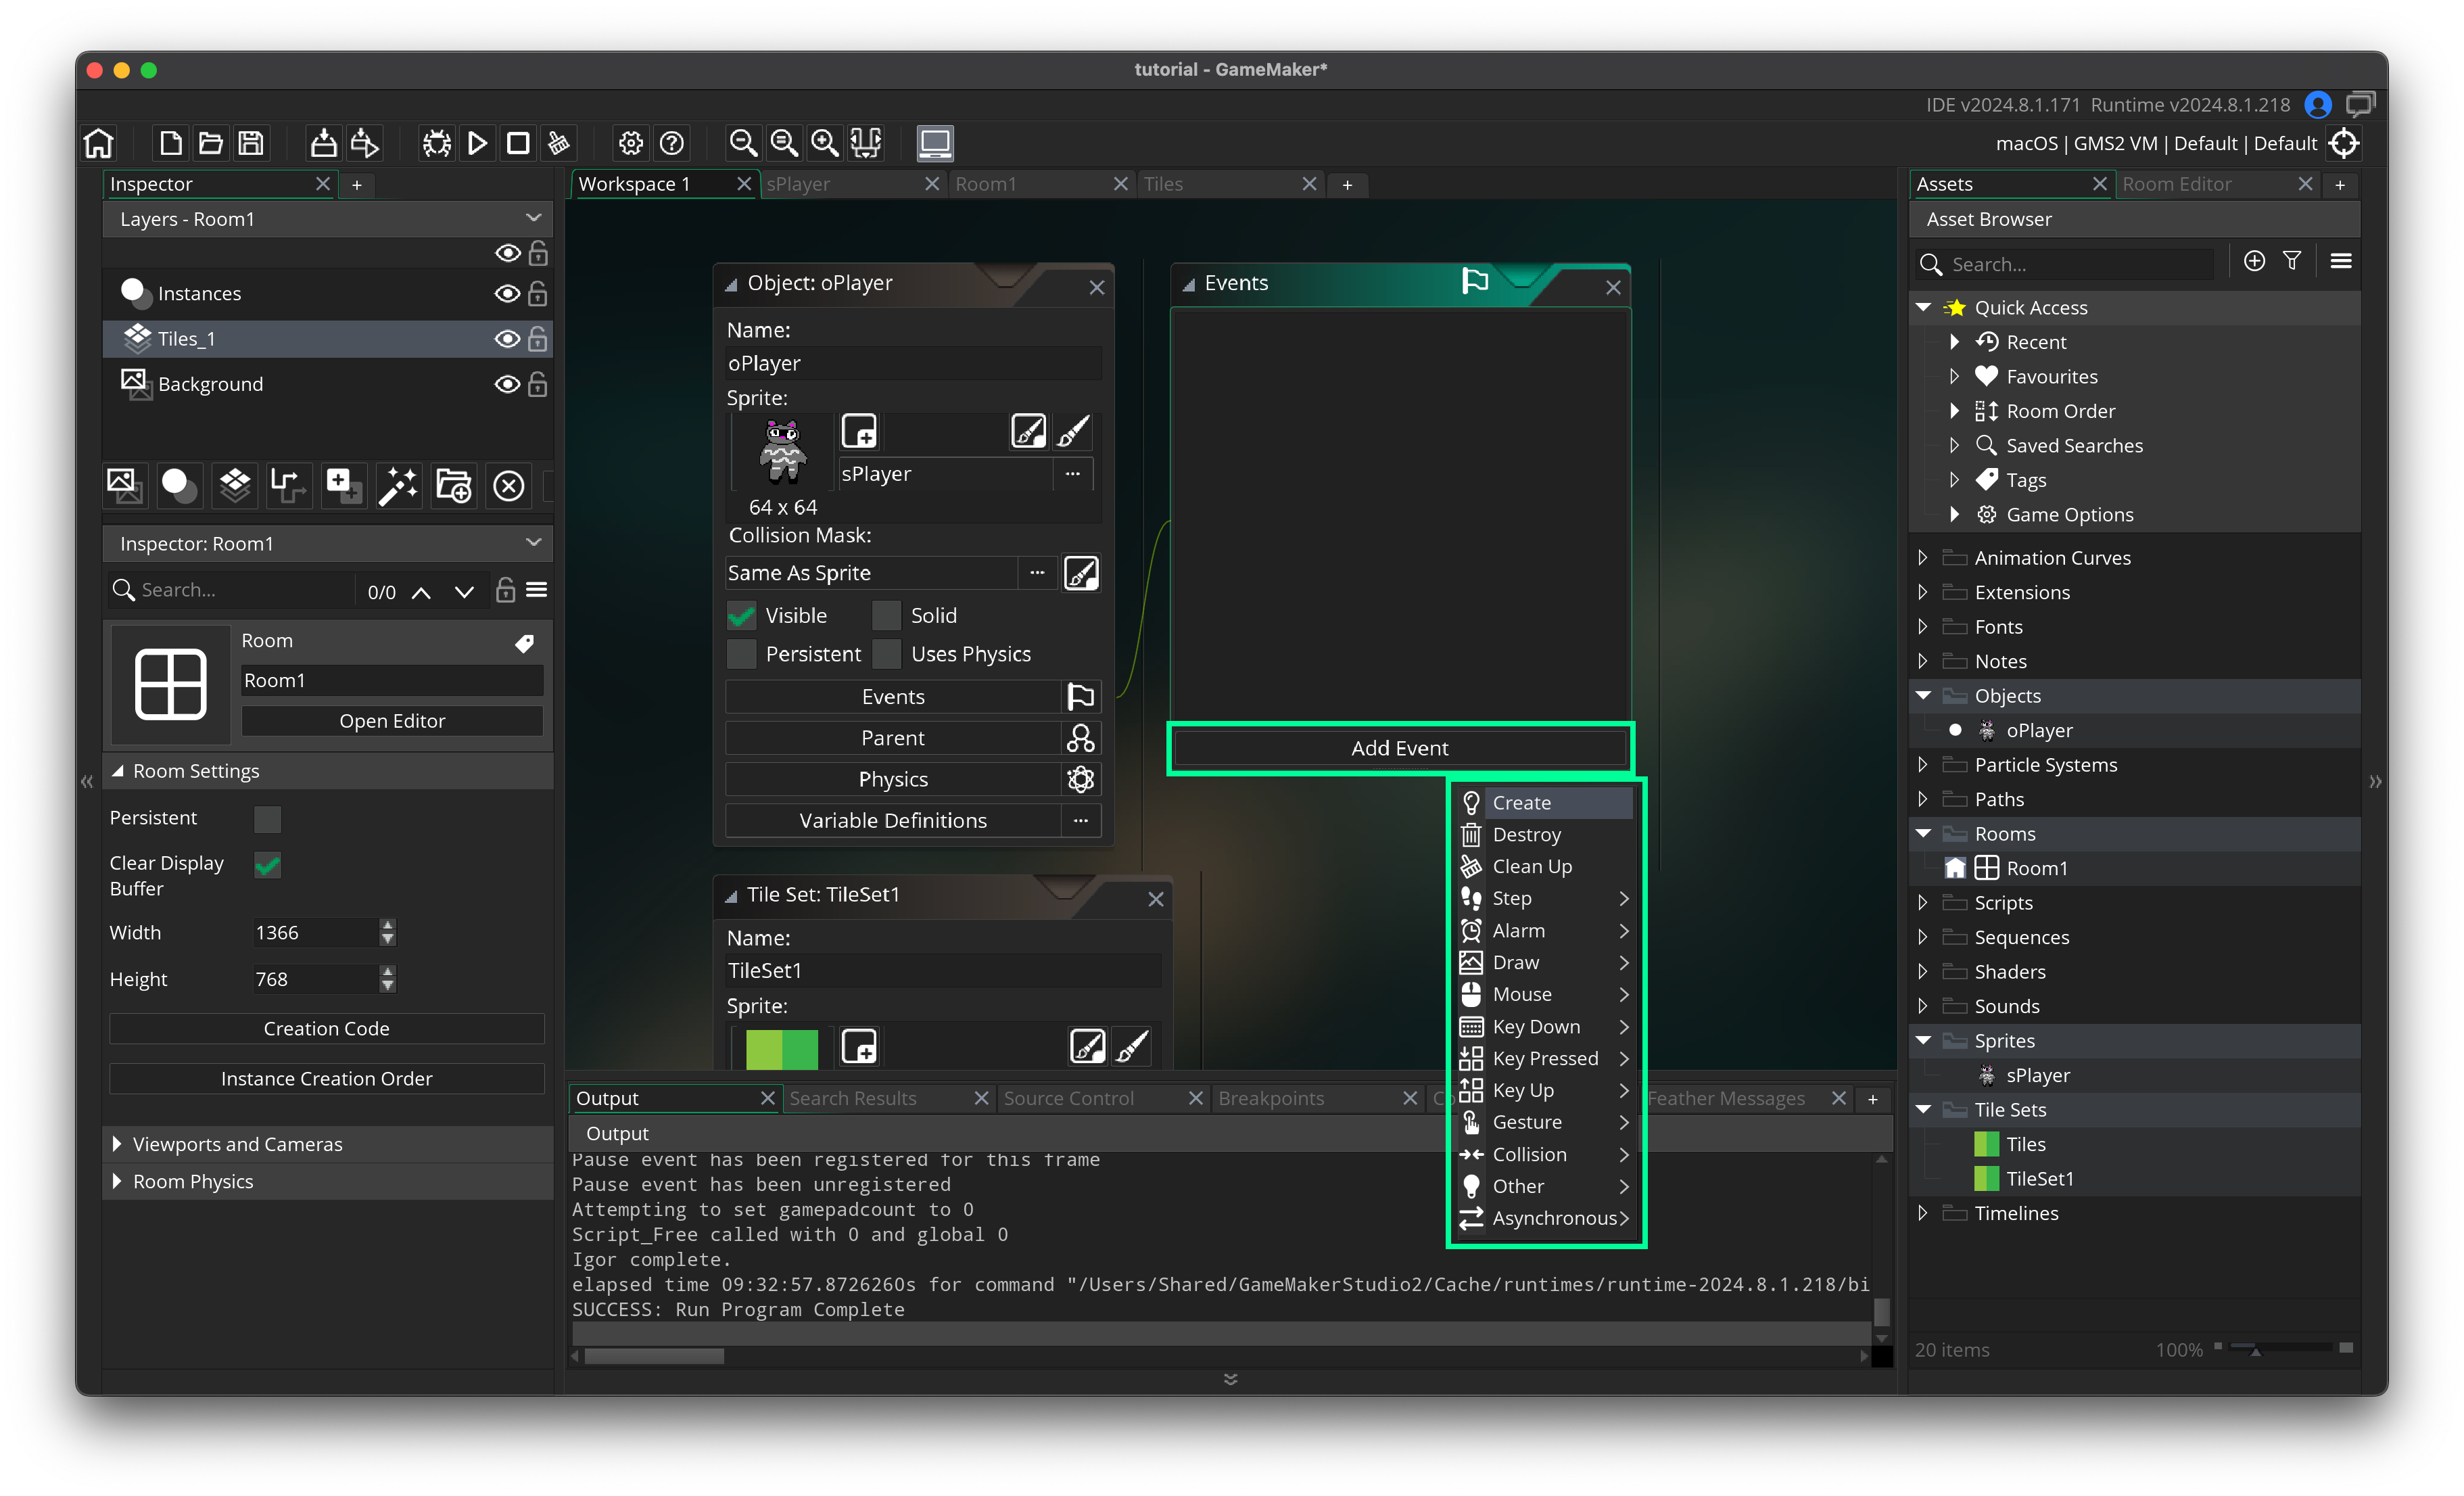 tutorial - GameMaker*
IDE v2024.8.1.171 Runtime v2024.8.1.218
macOS | GMS2 VM | Default | Default
Inspector
Layers - Room1
Instances
Tiles_1
Background
Inspector: Room1
Search...
0/0
Room
Room1
Open Editor
Room Settings
Persistent
Clear Display
Buffer
Width
1366
Height
768
Creation Code
Instance Creation Order
Viewports and Cameras
Room Physics
Workspace 1
sPlayer
Room1
Tiles
Object: oPlayer
Name:
oPlayer
Sprite:
sPlayer
64 x 64
Collision Mask:
Same As Sprite
Visible
Solid
Persistent
Uses Physics
Events
Parent
Physics
Variable Definitions
Events
Add Event
Create
Destroy
Clean Up
Step
Alarm
Draw
Mouse
Key Down
Key Pressed
Key Up
Gesture
Collision
Other
Asynchronous
Tile Set: TileSet1
Name:
TileSet1
Sprite:
Output
Search Results
Source Control
Breakpoints
Feather Messages
Output
Pause event has been registered for this frame
Pause event has been unregistered
Attempting to set gamepadcount to 0
Script_Free called with 0 and global 0
Igor complete.
elapsed time 09:32:57.8726260s for command "/Users/Shared/GameMakerStudio2/Cache/runtimes/runtime-2024.8.1.218/bi
SUCCESS: Run Program Complete
Assets
Room Editor
Asset Browser
Search...
Quick Access
Recent
Favourites
Room Order
Saved Searches
Tags
Game Options
Animation Curves
Extensions
Fonts
Notes
Objects
oPlayer
Particle Systems
Paths
Rooms
Room1
Scripts
Sequences
Shaders
Sounds
Sprites
sPlayer
Tile Sets
Tiles
TileSet1
Timelines
20 items
100%